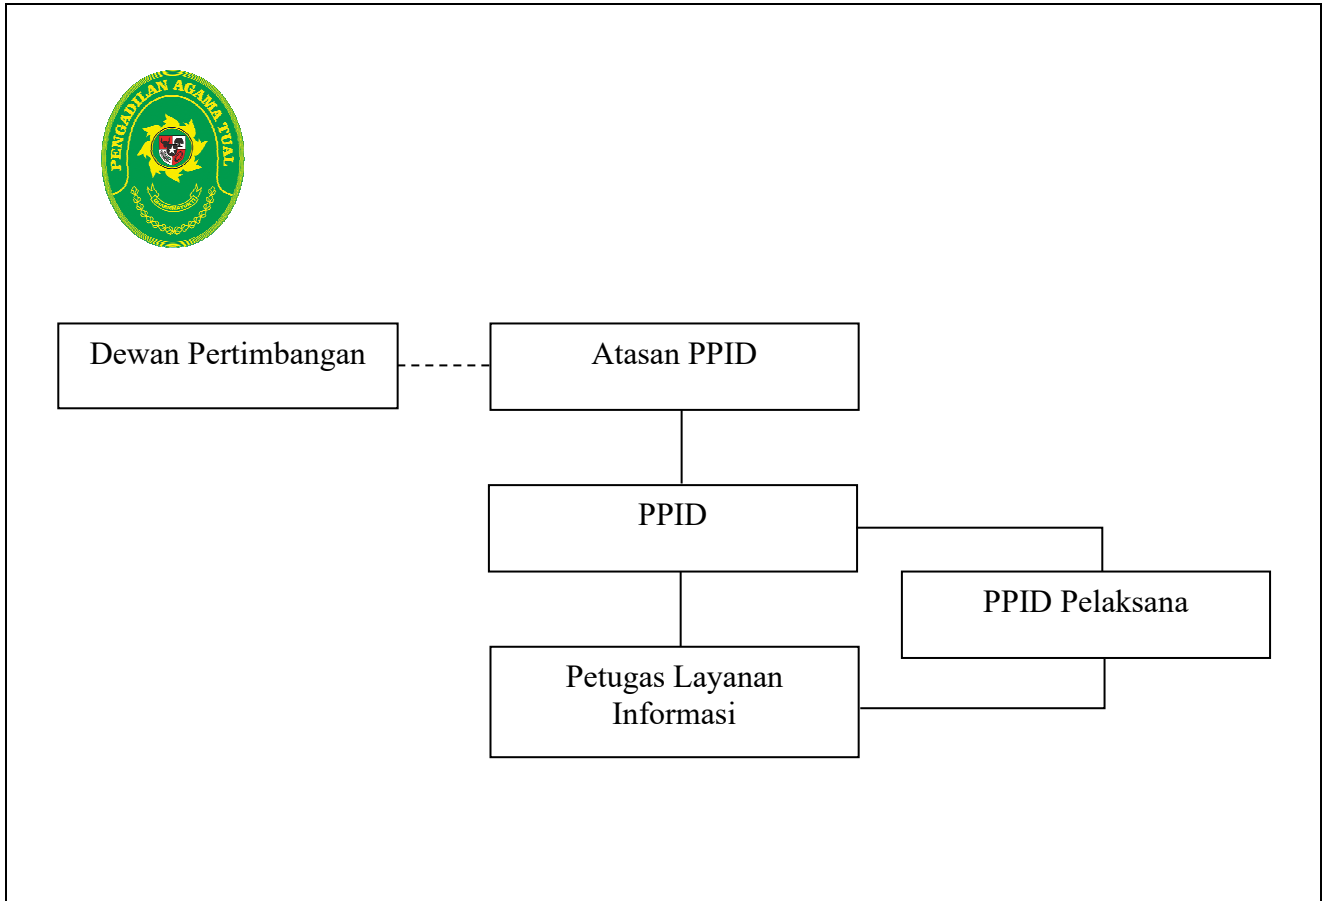 PENGADILAN AGAMA TUAL
Dewan Pertimbangan
Atasan PPID
PPID
PPID Pelaksana
Petugas Layanan
Informasi